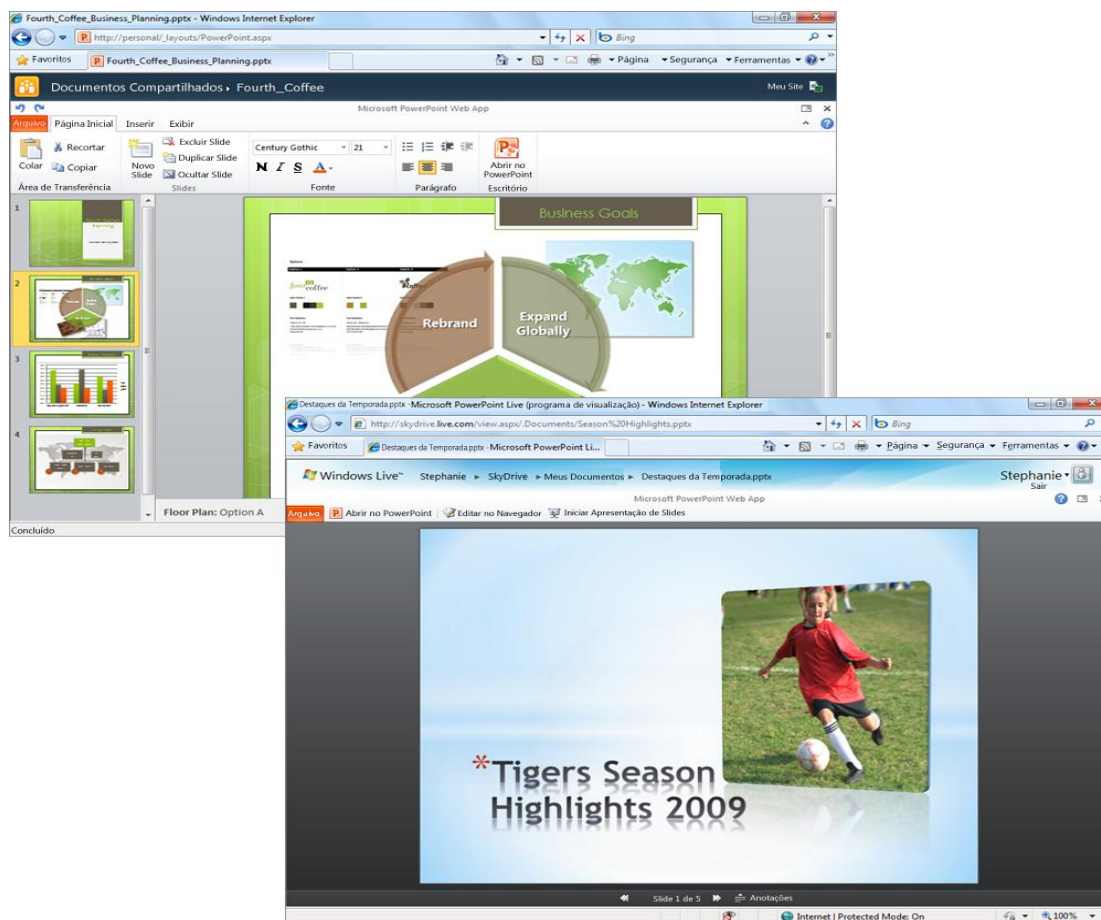 Fourth_Coffee_Business_Planning.pptx - Windows Internet Explorer
http://personal/_layouts/PowerPoint.aspx
Bing
Favoritos
Fourth_Coffee_Business_Planning.pptx
Página
Segurança
Ferramentas
Documentos Compartilhados ▸ Fourth_Coffee
Meu Site
Microsoft PowerPoint Web App
Arquivo Página Inicial Inserir Exibir
Colar
Recortar
Copiar
Área de Transferência
Novo Slide
Excluir Slide
Duplicar Slide
Ocultar Slide
Slides
Century Gothic 21
N I S A
Fonte
Parágrafo
Abrir no PowerPoint
Escritório
1
2
3
4
Business Goals
four coffee
Rebrand
Expand Globally
Floor Plan: Option A
Concluído
Destaques da Temporada.pptx - Microsoft PowerPoint Live (programa de visualização) - Windows Internet Explorer
http://skydrive.live.com/view.aspx/.Documents/Season%20Highlights.pptx
Bing
Favoritos
Destaques da Temporada.pptx - Microsoft PowerPoint Li...
Página
Segurança
Ferramentas
Windows Live™ Stephanie ▸ SkyDrive ▸ Meus Documentos ▸ Destaques da Temporada.pptx
Stephanie
Sair
Microsoft PowerPoint Web App
Arquivo Abrir no PowerPoint Editar no Navegador Iniciar Apresentação de Slides
*Tigers Season
Highlights 2009
Slide 1 de 5 Anotações
Internet | Protected Mode: On
100%